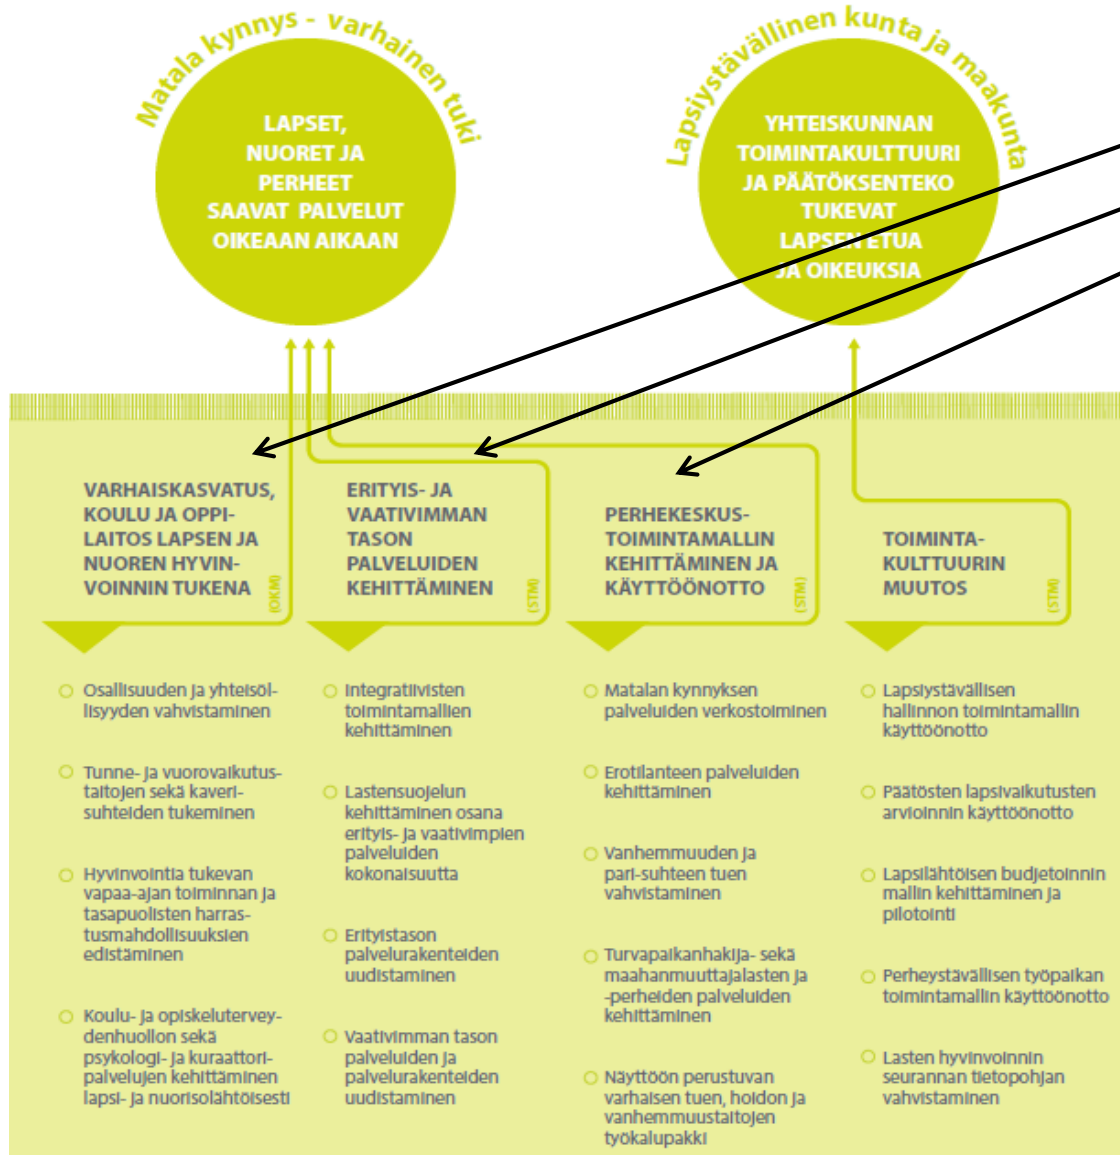 Matala kynnys - varhainen tuki
LAPSET,
NUORET JA
PERHEET
SAAVAT PALVELUT
OIKEAAN AIKAAN
Lapsiystävällinen kunta ja maakunta
YHTEISKUNNAN
TOIMINTAKULTTUURI
JA PÄÄTÖKSENTEKO
TUKEVAT
LAPSEN ETUA
JA OIKEUKSIA
VARHAISKASVATUS,
KOULU JA OPPI-
LAITOS LAPSEN JA
NUOREN HYVIN-
VOINNIN TUKENA
(OKM)
Osallisuuden ja yhteisöl-
lisyyden vahvistaminen
Tunne- ja vuorovaikutus-
taitojen sekä kaveri-
suhteiden tukeminen
Hyvinvointia tukevan
vapaa-ajan toiminnan ja
tasapuolisten harras-
tusmahdollisuuksien
edistäminen
Koulu- ja opiskelutervey-
denhuollon sekä
psykologi- ja kuraattori-
palvelujen kehittäminen
lapsi- ja nuorisolähtöisesti
ERITYIS- JA
VAATIVIMMAN
TASON
PALVELUIDEN
KEHITTÄMINEN
(STM)
Integratiivisten
toimintamallien
kehittäminen
Lastensuojelun
kehittäminen osana
erityis- ja vaativimpien
palveluiden
kokonaisuutta
Erityistason
palvelurakenteiden
uudistaminen
Vaativimman tason
palveluiden ja
palvelurakenteiden
uudistaminen
PERHEKESKUS-
TOIMINTAMALLIN
KEHITTÄMINEN JA
KÄYTTÖÖNOTTO
(STM)
Matalan kynnyksen
palveluiden verkostoiminen
Erotilanteen palveluiden
kehittäminen
Vanhemmuuden ja
pari-suhteen tuen
vahvistaminen
Turvapaikanhakija- sekä
maahanmuuttajalasten ja
-perheiden palveluiden
kehittäminen
Näyttöön perustuvan
varhaisen tuen, hoidon ja
vanhemmuustaitojen
työkalupakki
TOIMINTA-
KULTTUURIN
MUUTOS
(STM)
Lapsiystävällisen
hallinnon toimintamallin
käyttöönotto
Päätösten lapsivaikutusten
arvioinnin käyttöönotto
Lapsilähtöisen budjetoinnin
mallin kehittäminen ja
pilotointi
Perheystävällisen työpaikan
toimintamallin käyttöönotto
Lasten hyvinvoinnin
seurannan tietopohjan
vahvistaminen